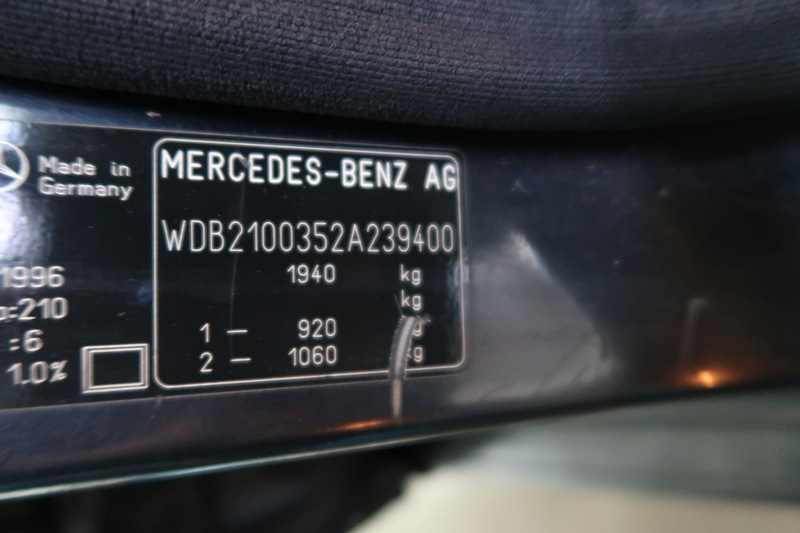 Made in
Germany
MERCEDES-BENZ AG
WDB2100352A239400
1996
1940 kg
=210
kg
:6
1 – 920
1.0%
2 – 1060 kg